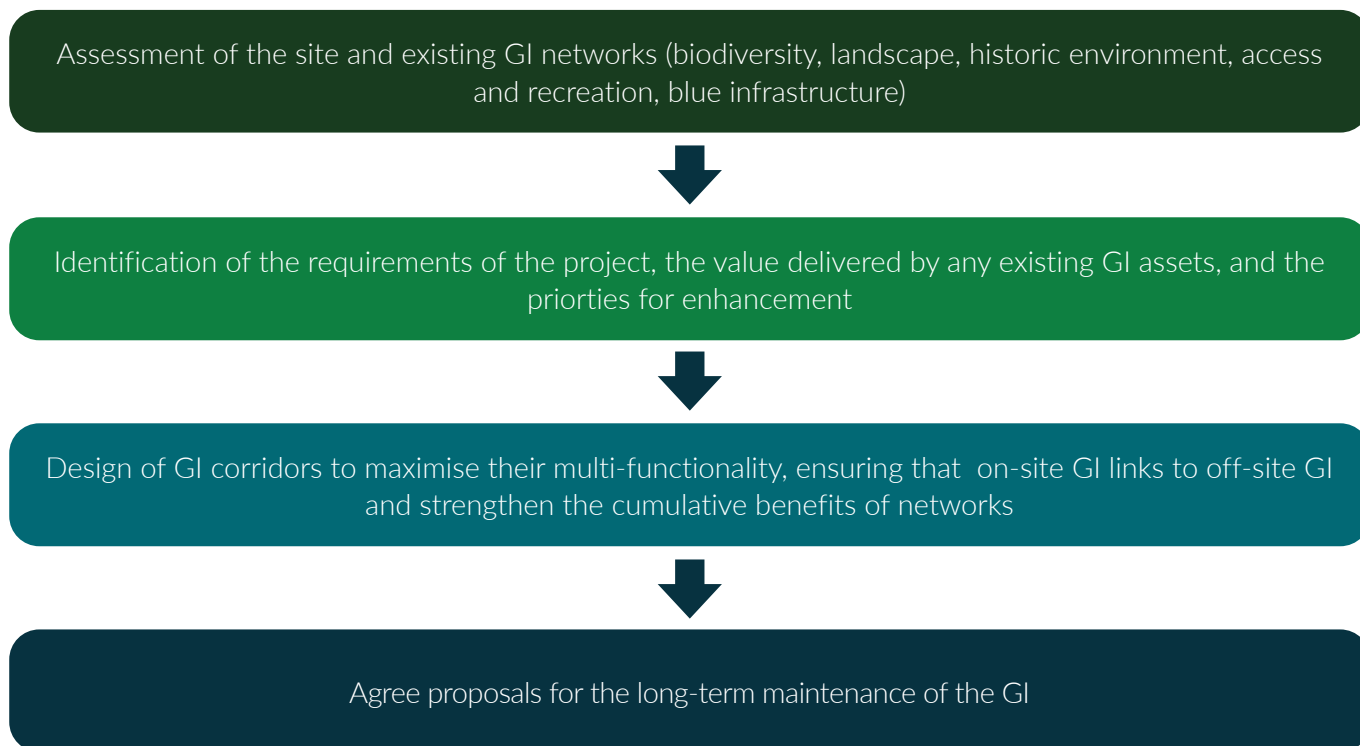 Assessment of the site and existing GI networks (biodiversity, landscape, historic environment, access
and recreation, blue infrastructure)
Identification of the requirements of the project, the value delivered by any existing GI assets, and the
priorties for enhancement
Design of GI corridors to maximise their multi-functionality, ensuring that  on-site GI links to off-site GI
and strengthen the cumulative benefits of networks
Agree proposals for the long-term maintenance of the GI